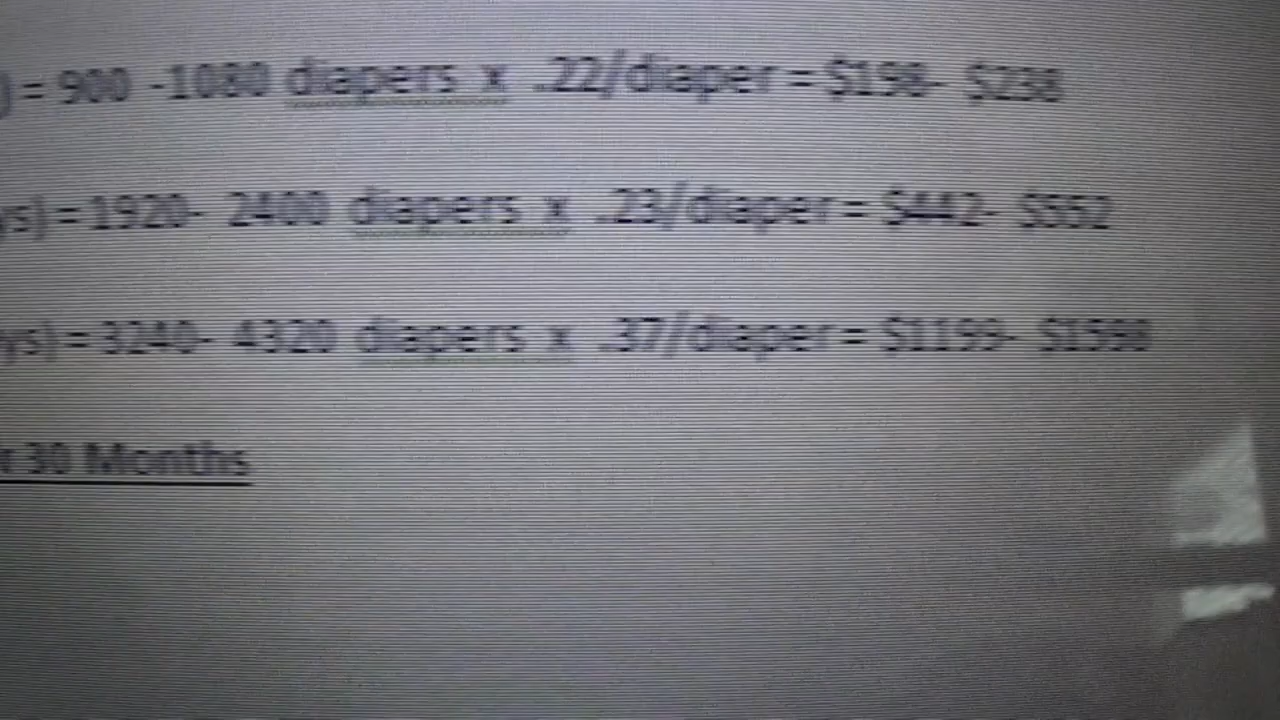 ) = 900 -1080 diapers x .22/diaper = $198- $238
ys) = 1920- 2400 diapers x .23/diaper= $442- $552
ys) = 3240- 4320 diapers x .37/diaper= $1199- $1598
r 30 Months